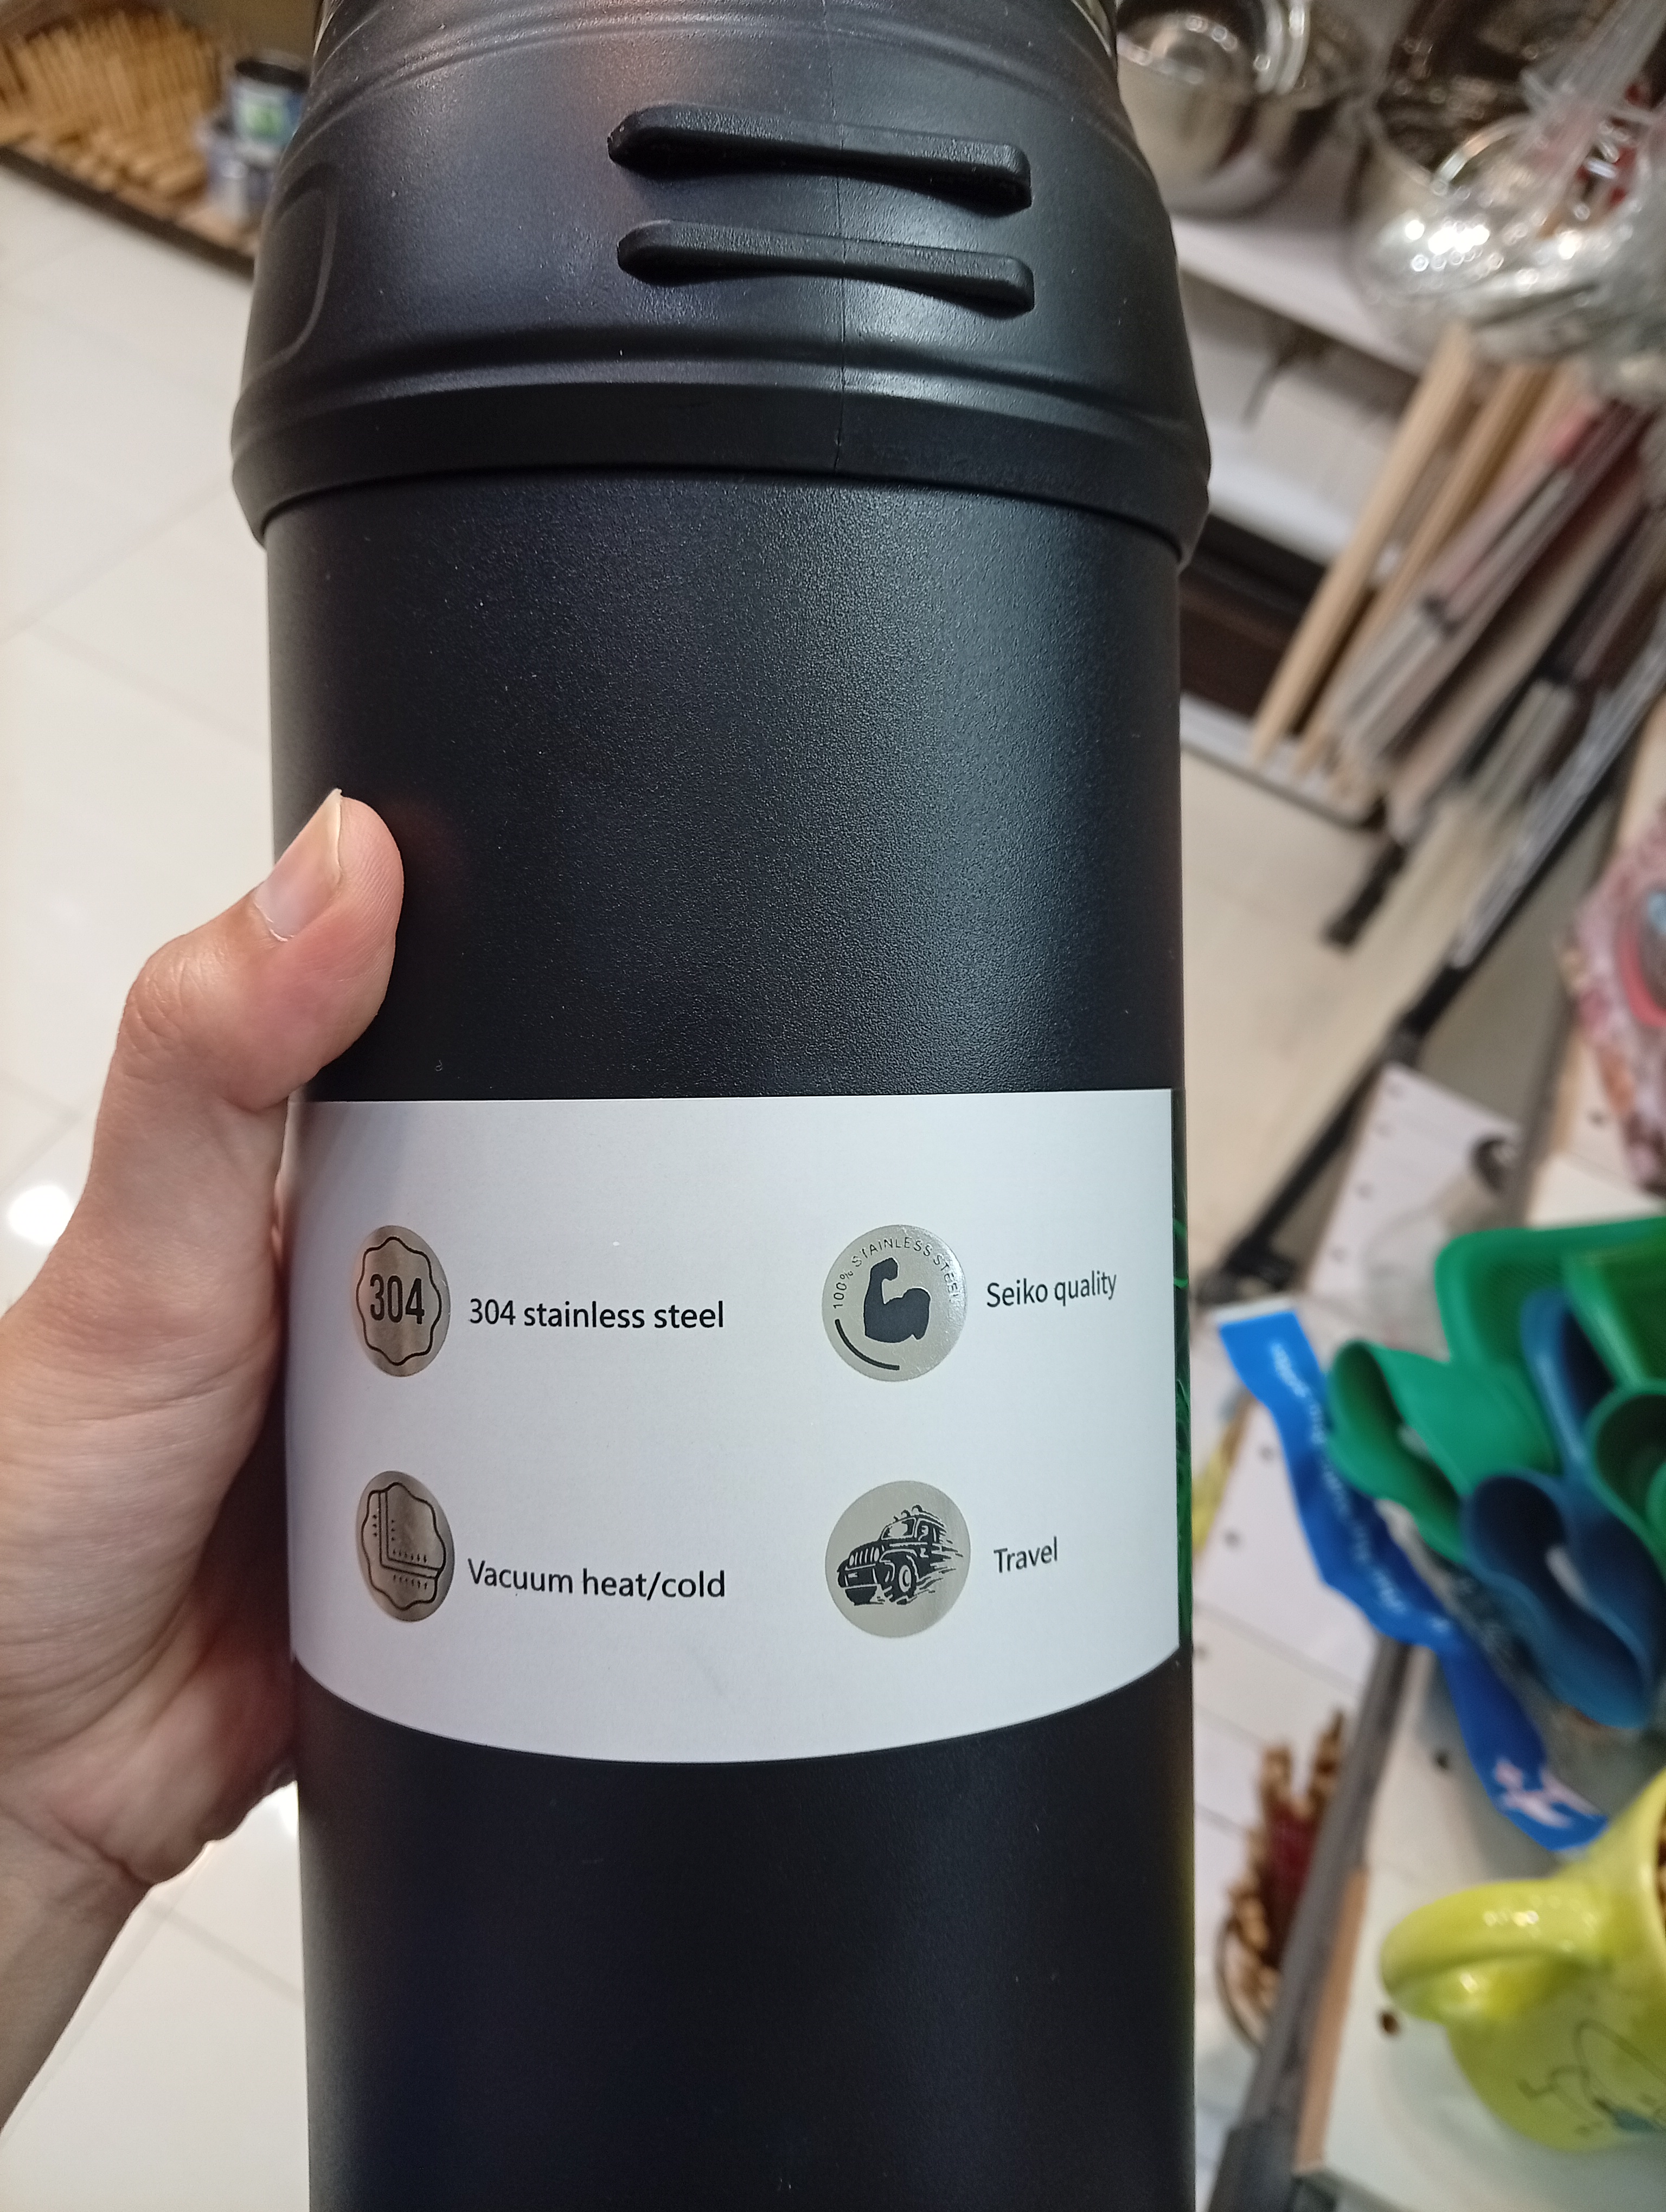 304
304 stainless steel
100% STAINLESS STEEL
Seiko quality
Vacuum heat/cold
Travel